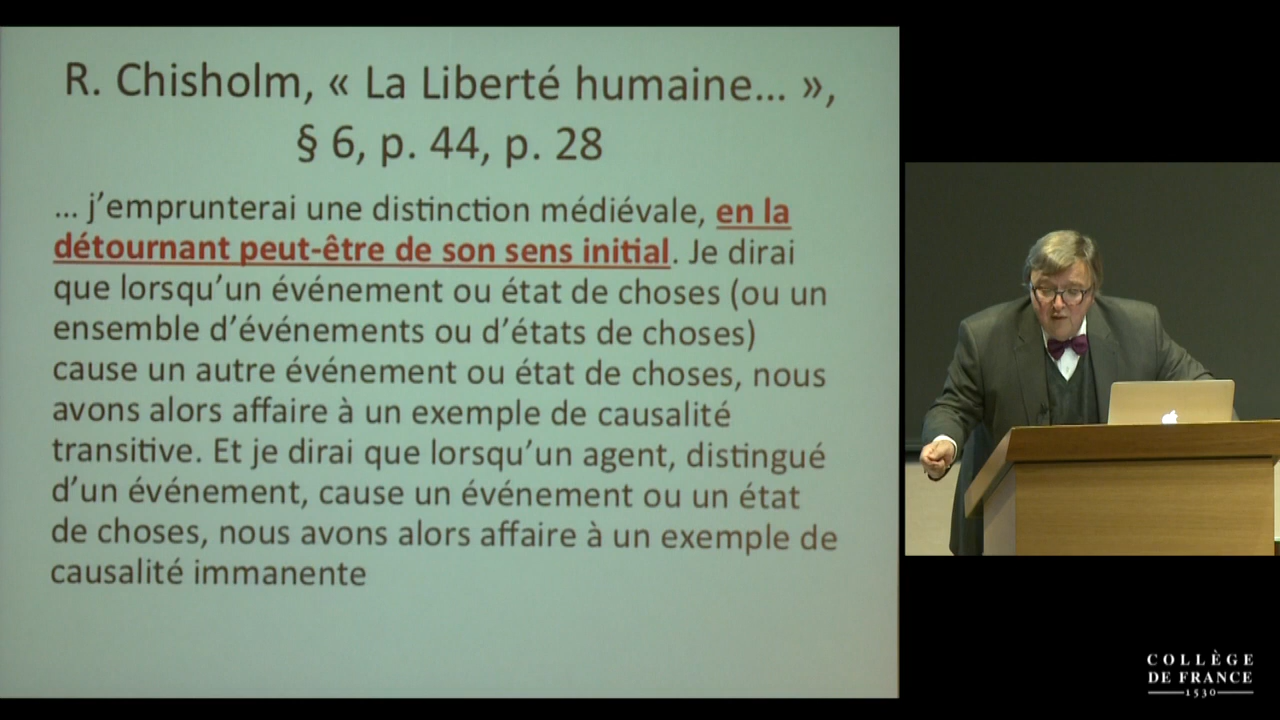 R. Chisholm, « La Liberté humaine... »,
§ 6, p. 44, p. 28
... j’emprunterai une distinction médiévale, en la
détournant peut-être de son sens initial. Je dirai
que lorsqu’un événement ou état de choses (ou un
ensemble d’événements ou d’états de choses)
cause un autre événement ou état de choses, nous
avons alors affaire à un exemple de causalité
transitive. Et je dirai que lorsqu’un agent, distingué
d’un événement, cause un événement ou un état
de choses, nous avons alors affaire à un exemple de
causalité immanente
COLLÈGE
DE FRANCE
1530